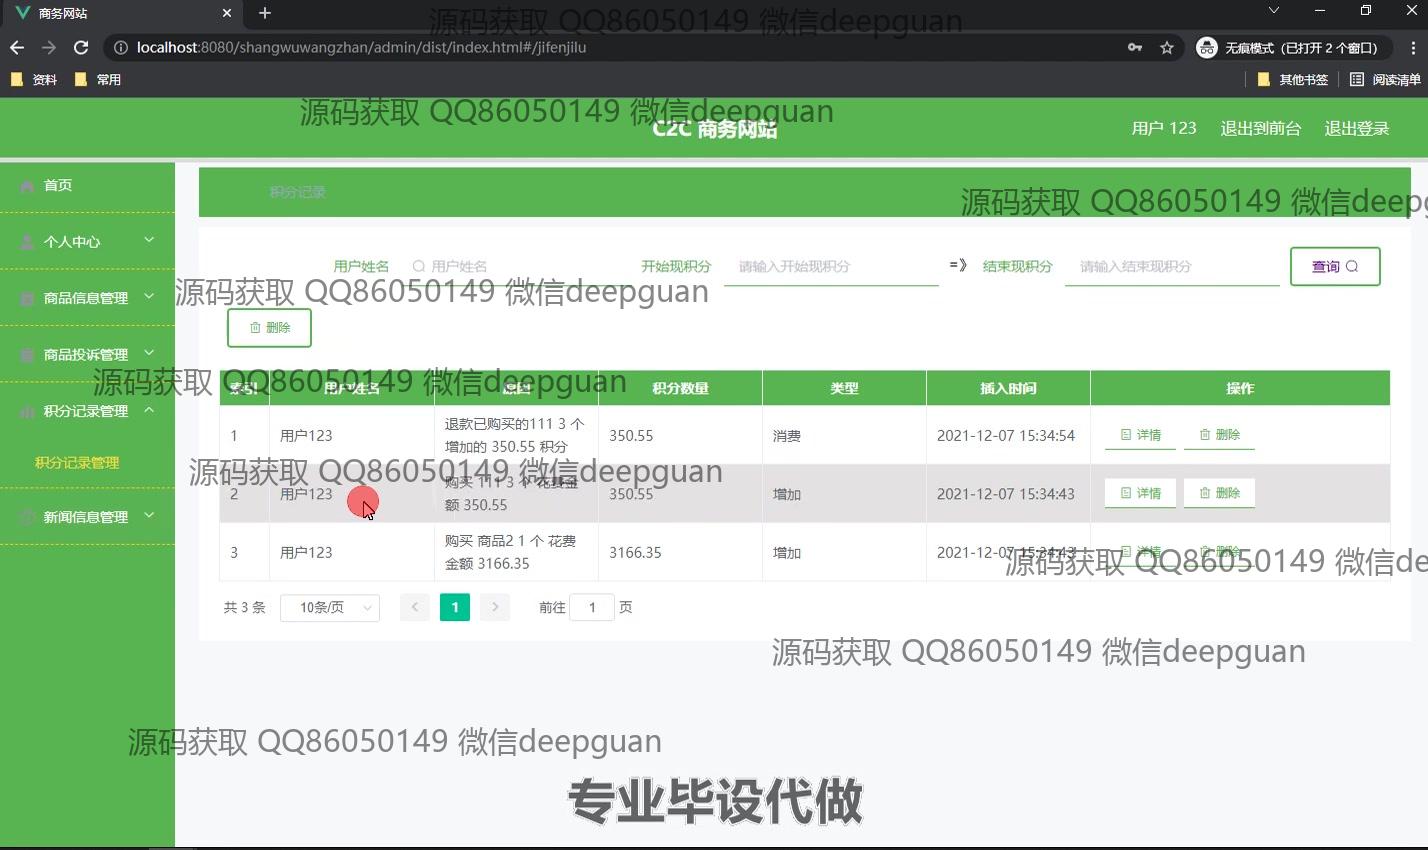 商务网站
localhost:8080/shangwuwangzhan/admin/dist/index.html#/jifenjilu
无痕模式（已打开 2 个窗口）
资料
常用
其他书签
阅读清单
源码获取 QQ86050149 微信deepguan
源码获取 QQ86050149 微信deepguan
C2C 商务网站
用户 123
退出到前台
退出登录
首页
个人中心
商品信息管理
商品投诉管理
积分记录管理
积分记录管理
新闻信息管理
积分记录
源码获取 QQ86050149 微信deepg
用户姓名
用户姓名
开始现积分
请输入开始现积分
=》
结束现积分
请输入结束现积分
查询
源码获取 QQ86050149 微信deepguan
删除
源码获取 QQ86050149 微信deepguan
索引 用户姓名 原因 积分数量 类型 插入时间 操作
1 用户123 退款已购买的111 3 个 350.55 消费 2021-12-07 15:34:54 详情 删除
增加的 350.55 积分
源码获取 QQ86050149 微信deepguan
2 用户123 购买 111 3 个 花费金 350.55 增加 2021-12-07 15:34:43 详情 删除
额 350.55
3 用户123 购买 商品2 1 个 花费 3166.35 增加 2021-12-07 15:34:43 详情 删除
金额 3166.35
源码获取 QQ86050149 微信de
共 3 条 10条/页 1 前往 1 页
源码获取 QQ86050149 微信deepguan
源码获取 QQ86050149 微信deepguan
专业毕设代做